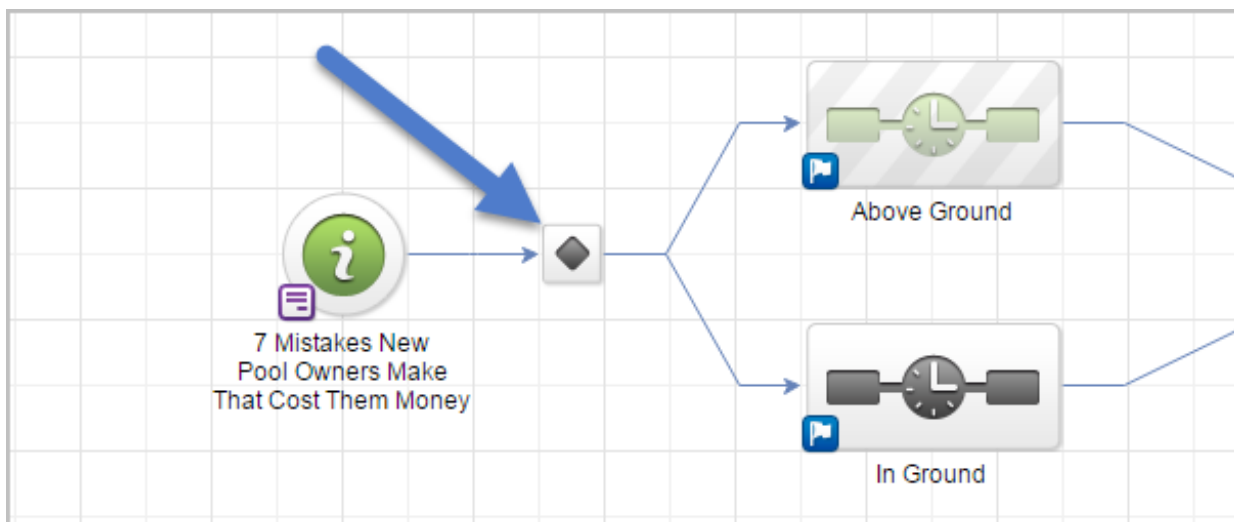 Above Ground
7 Mistakes New
Pool Owners Make
That Cost Them Money
In Ground